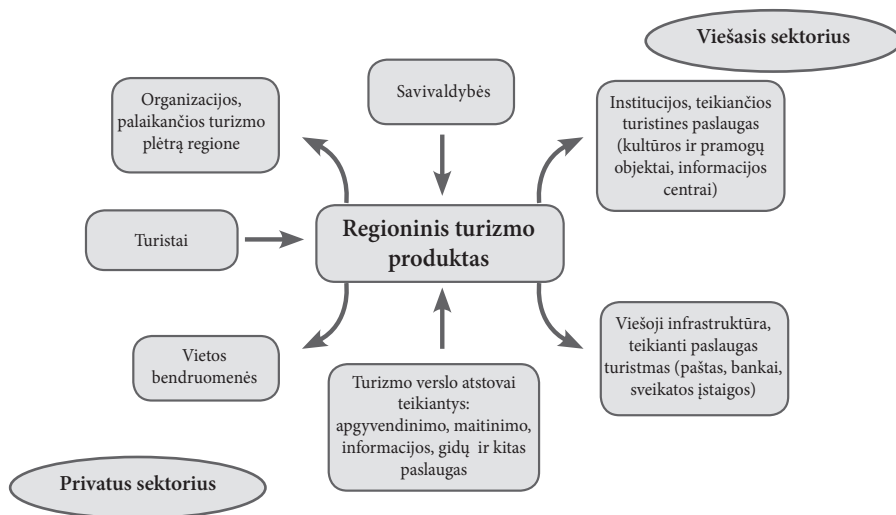 Viešasis sektorius
Organizacijos,
palaikančios turizmo
plėtrą regione
Savivaldybės
Institucijos, teikiančios
turistines paslaugas
(kultūros ir pramogų
objektai, informacijos
centrai)
Turistai
Regioninis turizmo
produktas
Vietos
bendruomenės
Turizmo verslo atstovai
teikiantys:
apgyvendinimo, maitinimo,
informacijos, gidų ir kitas
paslaugas
Viešoji infrastruktūra,
teikianti paslaugas
turistmas (paštas, bankai,
sveikatos įstaigos)
Privatus sektorius